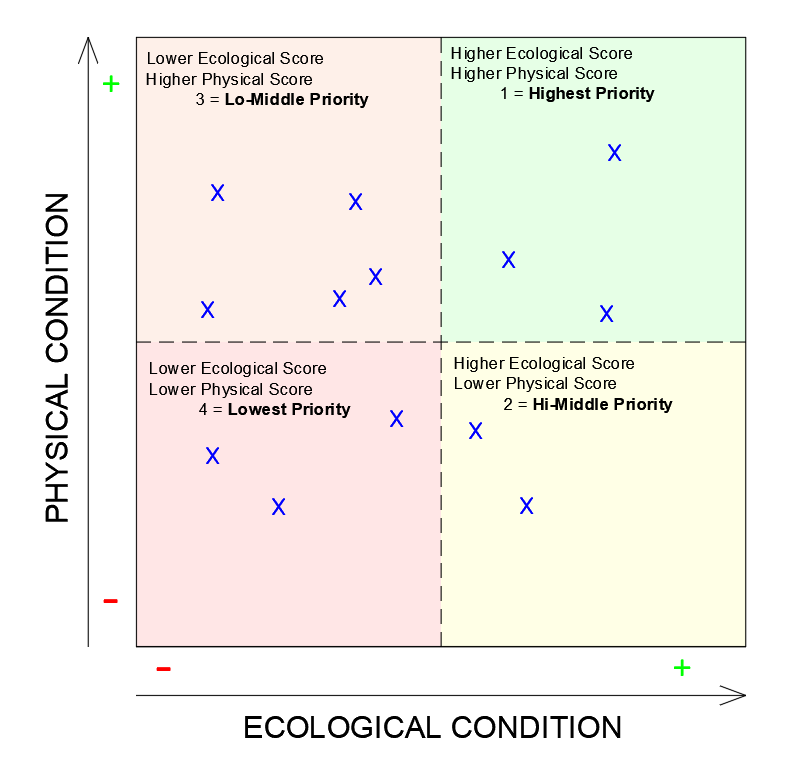 Lower Ecological Score
Higher Physical Score
3 = Lo-Middle Priority
Higher Ecological Score
Higher Physical Score
1 = Highest Priority
+
X
X
X
X
X
X
X
X
PHYSICAL CONDITION
Lower Ecological Score
Lower Physical Score
4 = Lowest Priority
Higher Ecological Score
Lower Physical Score
2 = Hi-Middle Priority
X
X
X
X
X
-
-
+
ECOLOGICAL CONDITION